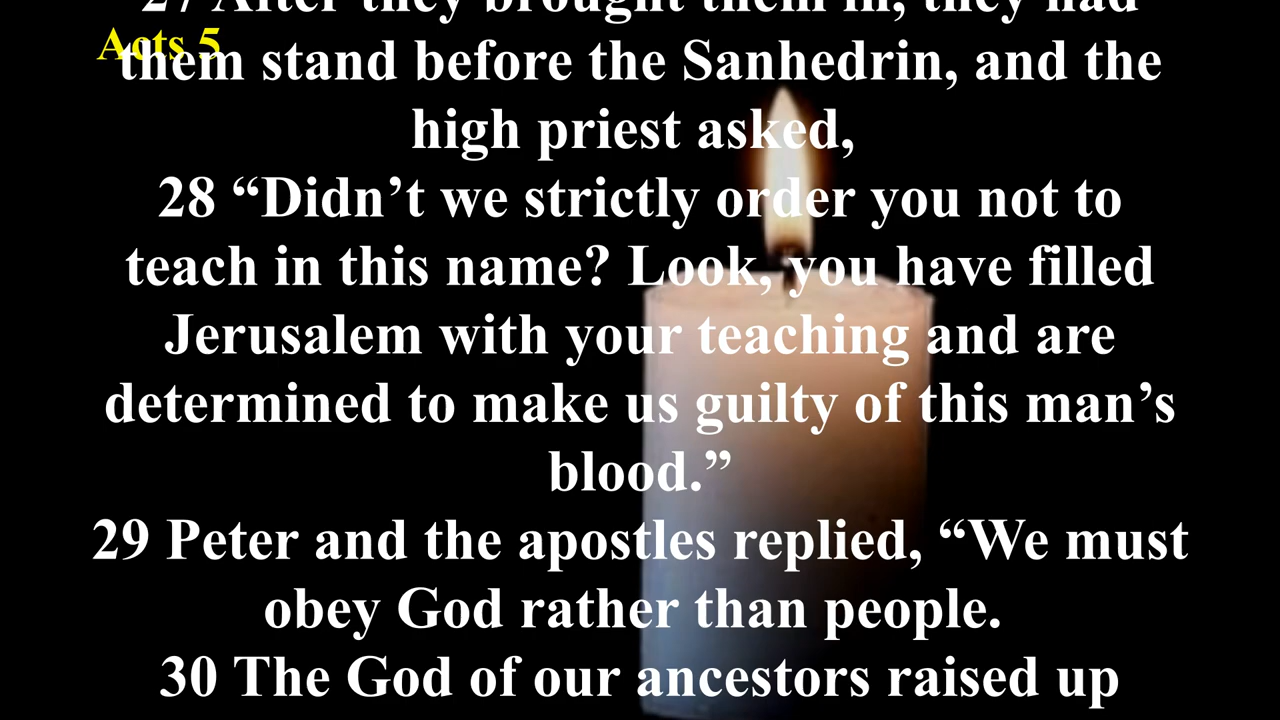 27 After they brought them in, they had
Acts 5
them stand before the Sanhedrin, and the
high priest asked,
28 “Didn’t we strictly order you not to
teach in this name? Look, you have filled
Jerusalem with your teaching and are
determined to make us guilty of this man’s
blood.”
29 Peter and the apostles replied, “We must
obey God rather than people.
30 The God of our ancestors raised up